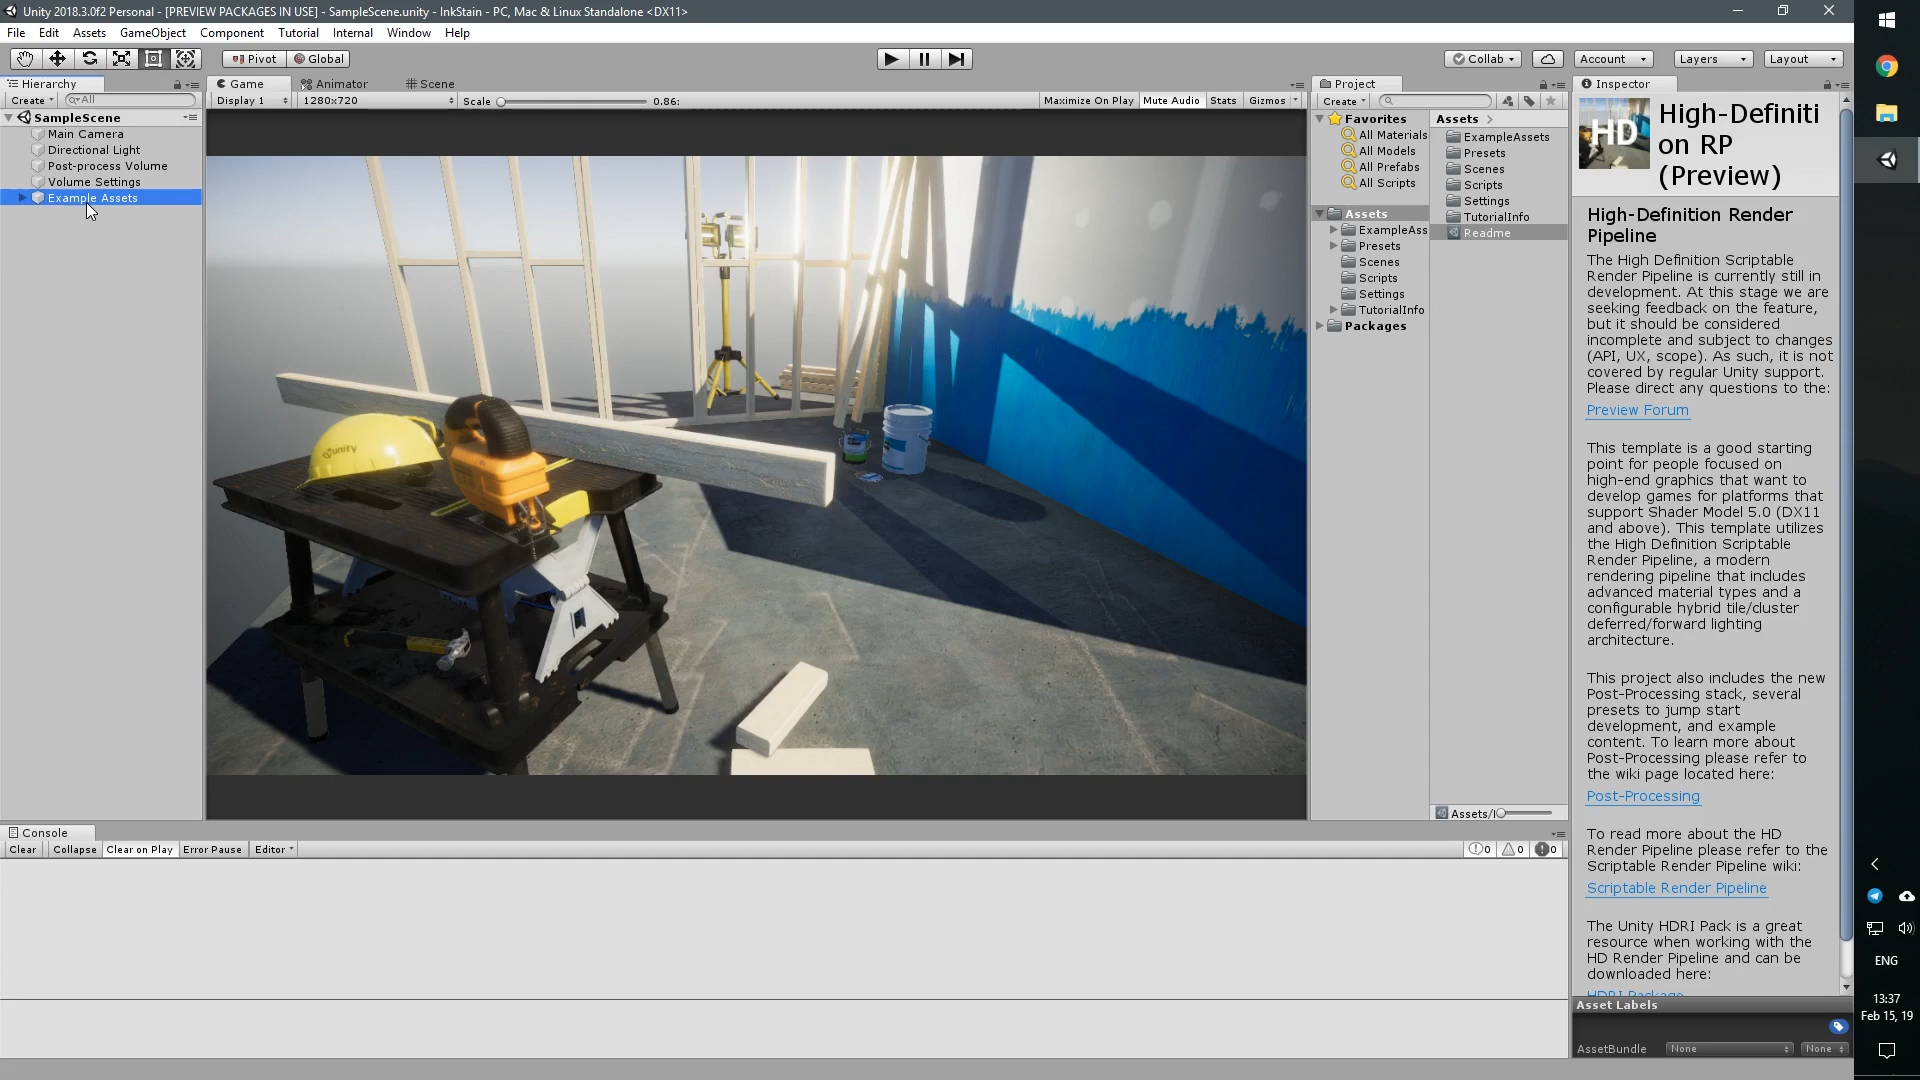 Unity 2018.3.0f2 Personal - [PREVIEW PACKAGES IN USE] - SampleScene.unity - InkStain - PC, Mac & Linux Standalone <DX11>
File Edit Assets GameObject Component Tutorial Internal Window Help
Pivot Global Collab Account Layers Layout
Hierarchy
Create All
SampleScene
Main Camera
Directional Light
Post-process Volume
Volume Settings
Example Assets
Game Animator Scene
Display 1 1280x720 Scale 0.86: Maximize On Play Mute Audio Stats Gizmos
unity
Project
Create
Favorites
All Materials
All Models
All Prefabs
All Scripts
Assets
ExampleAss
Presets
Scenes
Scripts
Settings
TutorialInfo
Packages
Assets
ExampleAssets
Presets
Scenes
Scripts
Settings
TutorialInfo
Readme
Assets/
Inspector
HD
High-Definiti
on RP
(Preview)
High-Definition Render
Pipeline
The High Definition Scriptable
Render Pipeline is currently still in
development. At this stage we are
seeking feedback on the feature,
but it should be considered
incomplete and subject to changes
(API, UX, scope). As such, it is not
covered by regular Unity support.
Please direct any questions to the:
Preview Forum
This template is a good starting
point for people focused on
high-end graphics that want to
develop games for platforms that
support Shader Model 5.0 (DX11
and above). This template utilizes
the High Definition Scriptable
Render Pipeline, a modern
rendering pipeline that includes
advanced material types and a
configurable hybrid tile/cluster
deferred/forward lighting
architecture.
This project also includes the new
Post-Processing stack, several
presets to jump start
development, and example
content. To learn more about
Post-Processing please refer to
the wiki page located here:
Post-Processing
To read more about the HD
Render Pipeline please refer to the
Scriptable Render Pipeline wiki:
Scriptable Render Pipeline
The Unity HDRI Pack is a great
resource when working with the
HD Render Pipeline and can be
downloaded here:
HDRI Package
Asset Labels
AssetBundle None None
Console
Clear Collapse Clear on Play Error Pause Editor 0 0 0
ENG
13:37
Feb 15, 19